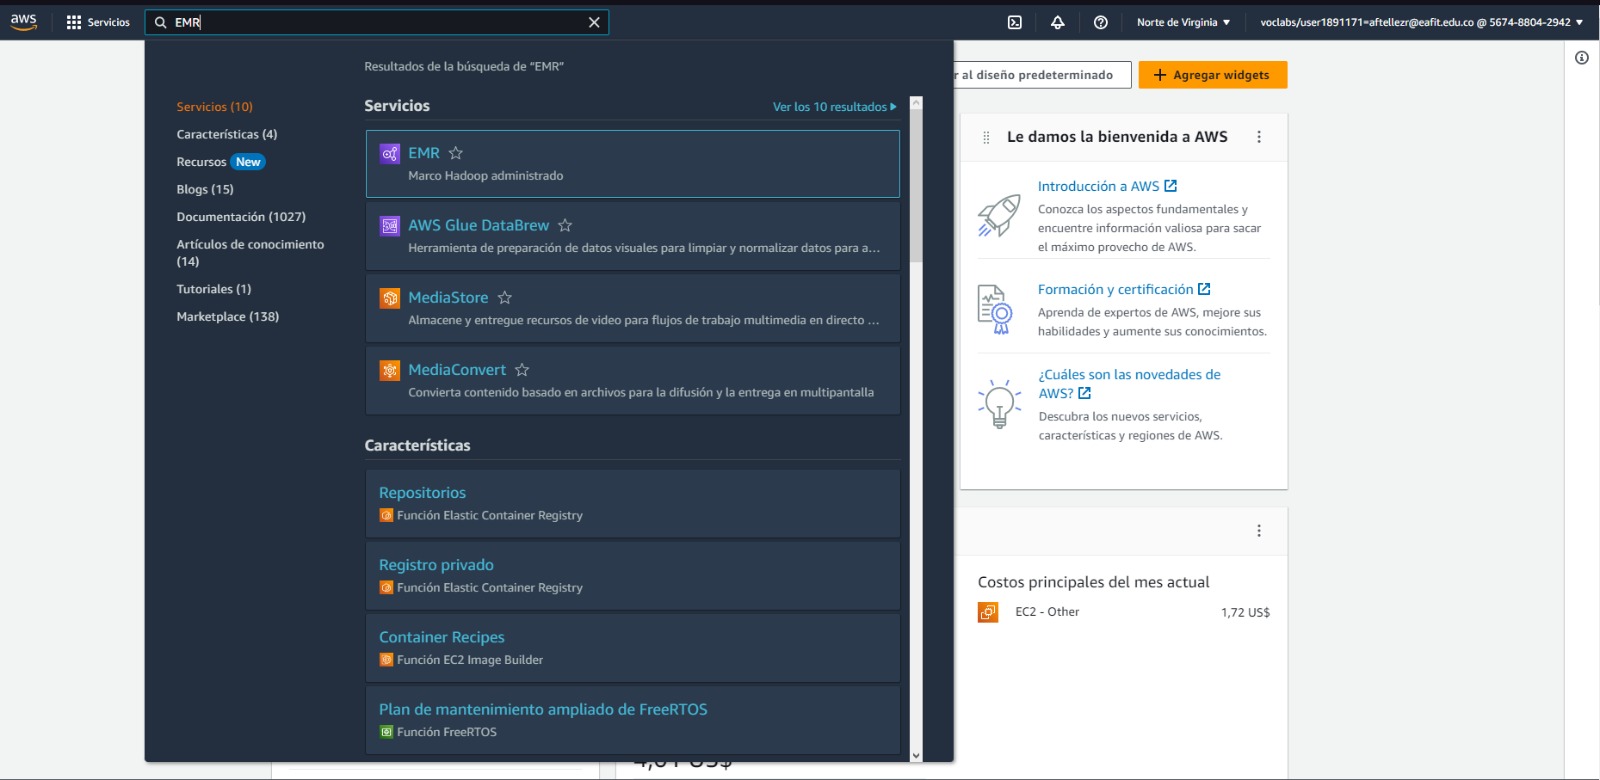 aws
Servicios
EMR
Norte de Virginia
voclabs/user1891171=aftellezr@eafit.edu.co @ 5674-8804-2942
Resultados de la búsqueda de “EMR”
Servicios (10)
Características (4)
Recursos New
Blogs (15)
Documentación (1027)
Artículos de conocimiento
(14)
Tutoriales (1)
Marketplace (138)
Servicios
Ver los 10 resultados
EMR
Marco Hadoop administrado
AWS Glue DataBrew
Herramienta de preparación de datos visuales para limpiar y normalizar datos para a...
MediaStore
Almacene y entregue recursos de video para flujos de trabajo multimedia en directo ...
MediaConvert
Convierta contenido basado en archivos para la difusión y la entrega en multipantalla
Características
Repositorios
Función Elastic Container Registry
Registro privado
Función Elastic Container Registry
Container Recipes
Función EC2 Image Builder
Plan de mantenimiento ampliado de FreeRTOS
Función FreeRTOS
r al diseño predeterminado
Agregar widgets
Le damos la bienvenida a AWS
Introducción a AWS
Conozca los aspectos fundamentales y
encuentre información valiosa para sacar
el máximo provecho de AWS.
Formación y certificación
Aprenda de expertos de AWS, mejore sus
habilidades y aumente sus conocimientos.
¿Cuáles son las novedades de
AWS?
Descubra los nuevos servicios,
características y regiones de AWS.
Costos principales del mes actual
EC2 - Other
1,72 US$